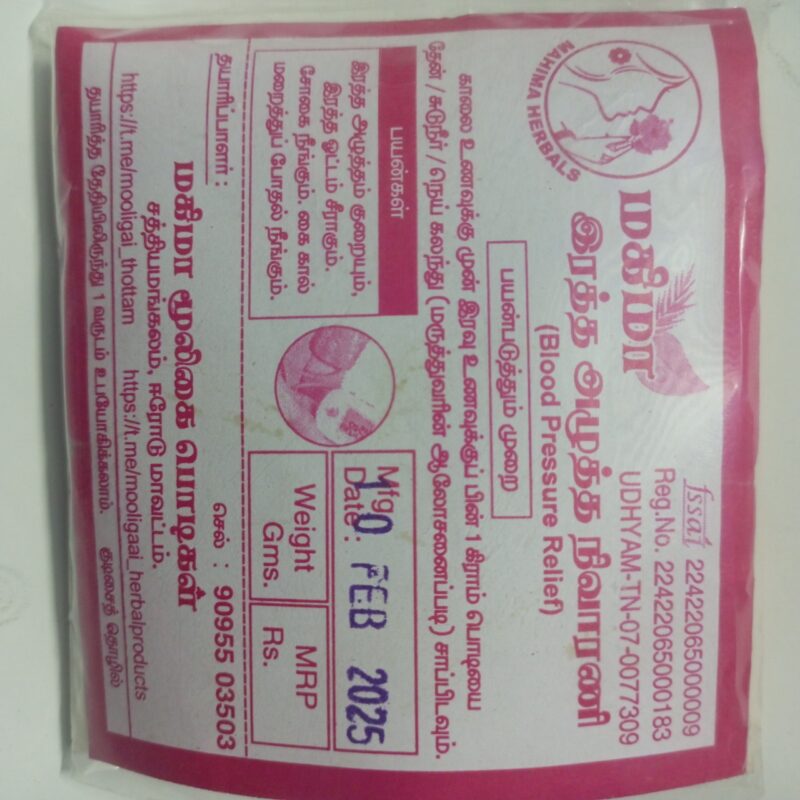 fssai 22422065000009
Reg.No. 22422065000183
UDHYAM-TN-07-0077309
MAHIMA HERBALS
மகிமா
இரத்த அழுத்த நிவாரணி
(Blood Pressure Relief)
பயன்படுத்தும் முறை
காலை உணவுக்கு முன் இரவு உணவுக்குப் பின் 1 கிராம் பொடியை
தேன் / சுடுநீர் / நெய் கலந்து (மருத்துவரின் ஆலோசனைப்படி) சாப்பிடவும்.
பயன்கள்
இரத்த அழுத்தம் குறையும்,
இரத்த ஓட்டம் சீராகும்.
சோகை நீங்கும். கை கால்
மறைத்துப் போதல் நீங்கும்.
Mfg
Date :
10 FEB 2025
Weight
Gms.
MRP
Rs.
தயாரிப்பாளர் :
செல் : 90955 03503
மகிமா மூலிகை பொடிகள்
சத்தியமங்கலம், ஈரோடு மாவட்டம்.
https://t.me/mooligai_thottam https://t.me/mooligaai_herbalproducts
தயாரித்த தேதியிலிருந்து 1 வருடம் உபயோகிக்கலாம். குடிசைத் தொழில்